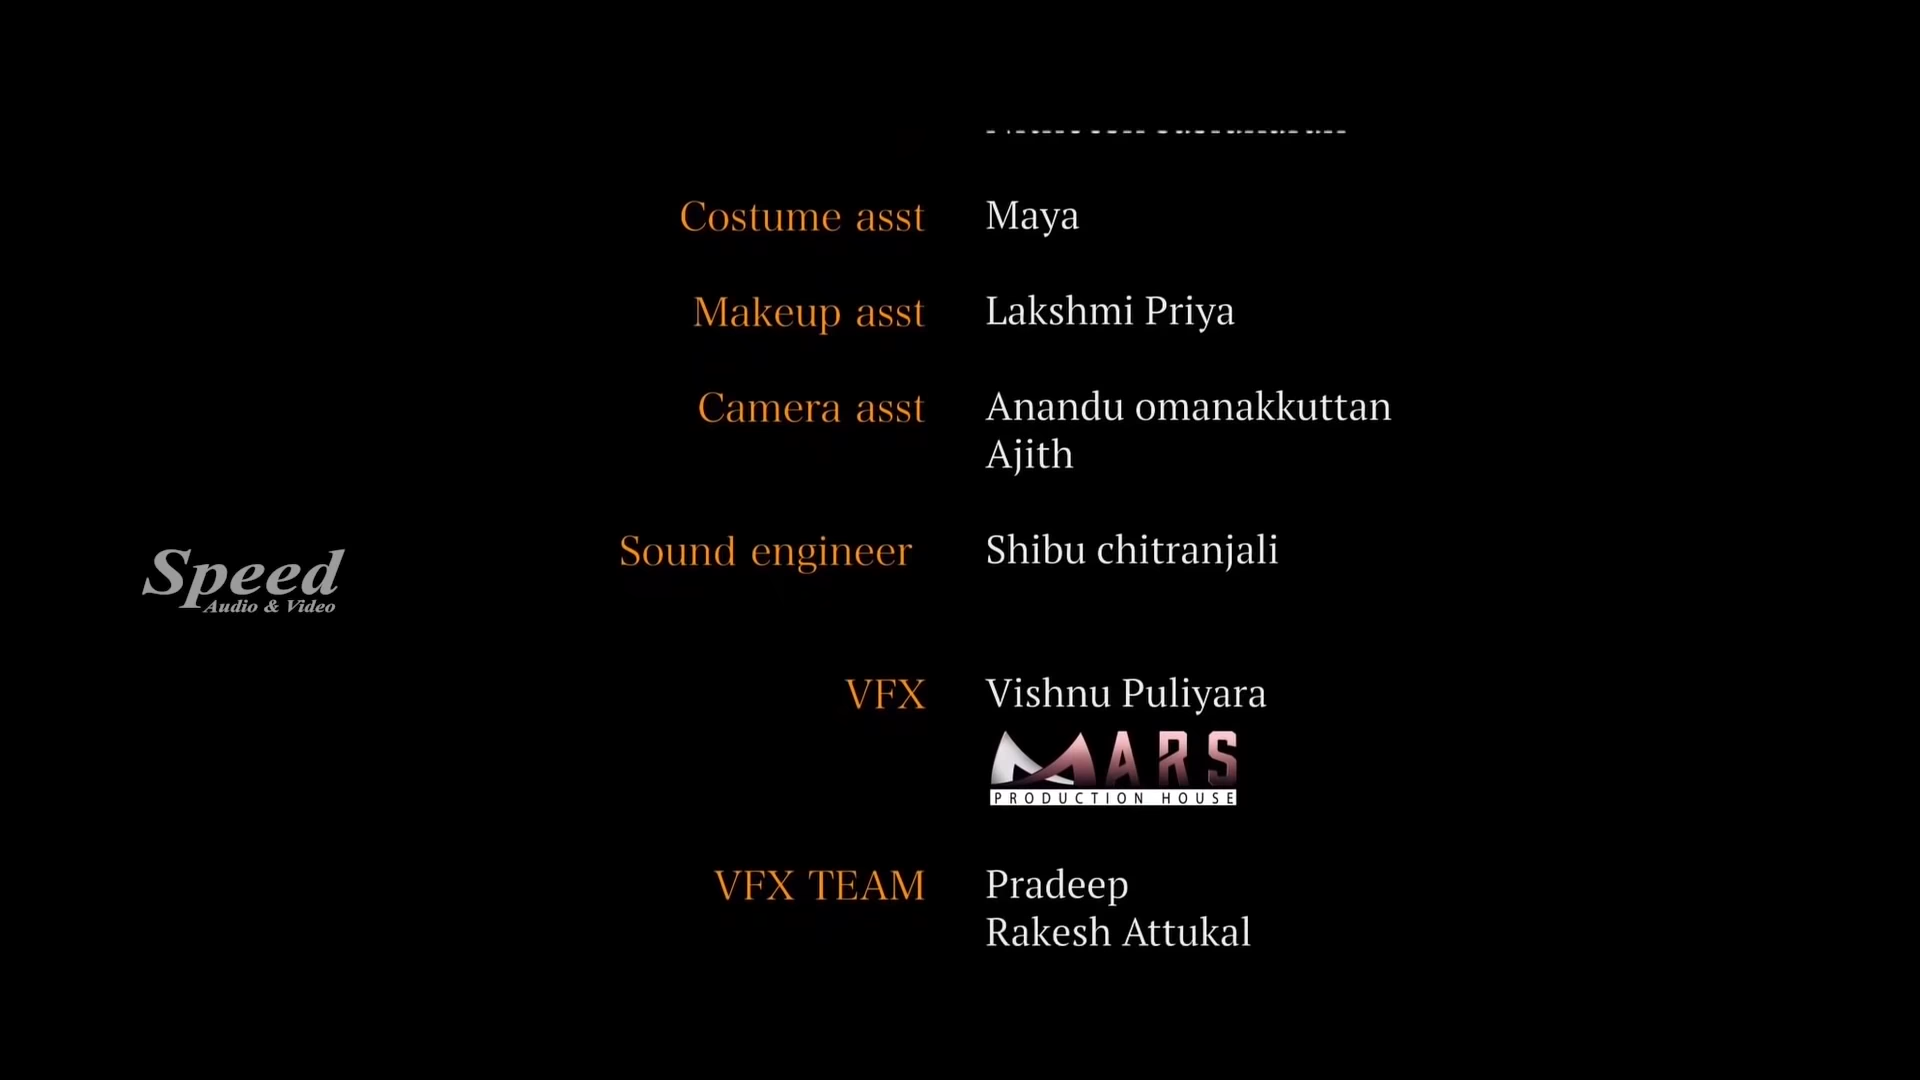 Costume asst Maya
Makeup asst Lakshmi Priya
Camera asst Anandu omanakkuttan
Ajith
Sound engineer Shibu chitranjali
Speed
Audio & Video
VFX Vishnu Puliyara
MARS
PRODUCTION HOUSE
VFX TEAM Pradeep
Rakesh Attukal